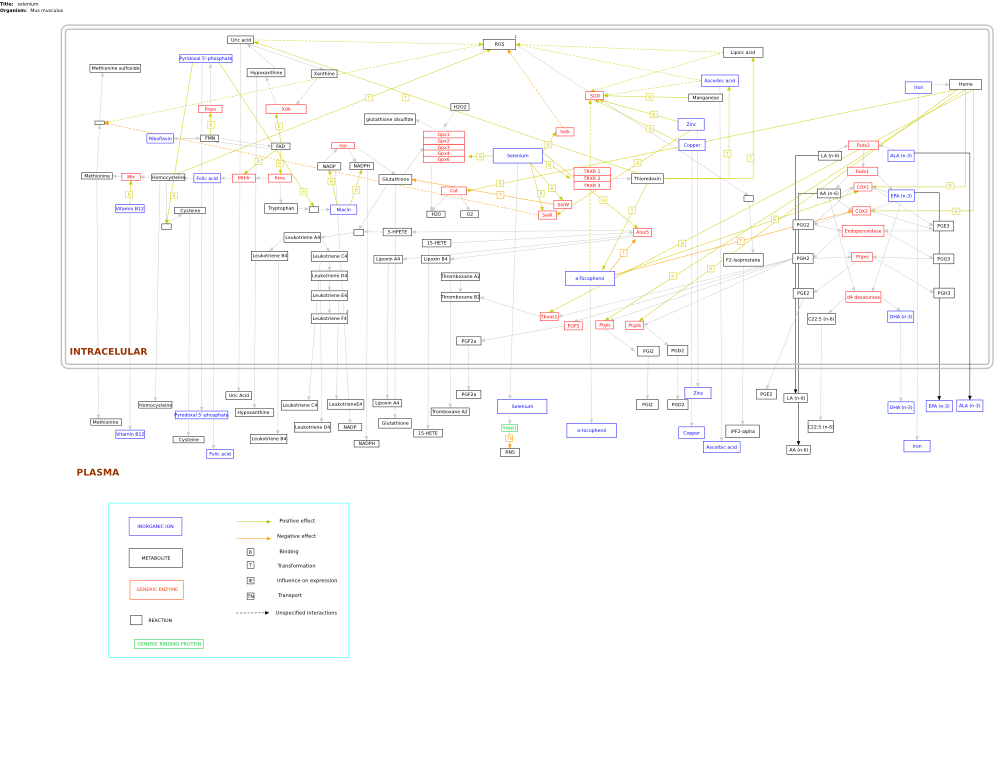 Title: selenium
Organism: Mus musculus
Uric acid
ROS
Lipoic acid
Pyridoxal 5'-phosphate
Methionine sulfoxide
Hypoxanthine
Xanthine
Ascorbic acid
Iron
Heme
SOD
Manganese
Pnpo
Xdh
H2O2
glutathione disulfide
Zinc
Riboflavin
FMN
FAD
Gpx1
Gpx2
Gpx3
Gpx4
Gpx6
Selk
Copper
Fads2
LA (n-6)
ALA (n-3)
Selenium
NADP
NADPH
Methionine
Mtr
Homocysteine
Folic acid
Mthfr
Kmo
Glutathione
TRXR 1
TRXR 2
TRXR 3
Thioredoxin
Fads1
COX1
AA (n-6)
EPA (n-3)
Cat
Vitamin B12
Cysteine
Tryptophan
Niacin
H2O
O2
SelW
SelR
COX2
PGG2
Endoperoxidase
PGE3
5-HPETE
Alox5
Leukotriene A4
15-HETE
Leukotriene B4
Leukotriene C4
Lipoxin A4
Lipoxin B4
F2-isoprostane
PGH2
Ptges
PGG3
Leukotriene D4
Thromboxane A2
a-Tocopherol
Leukotriene E4
Thromboxane B2
PGE2
d4-desaturase
PGH3
Leukotriene F4
Tbxas1
PGFS
Ptgis
Ptgds
C22:5 (n-6)
DHA (n-3)
PGF2a
PGI2
PGD2
INTRACELULAR
Uric Acid
PGF2a
Zinc
PGE2
LA (n-6)
Homocysteine
Leukotriene C4
LeukotrieneE4
Lipoxin A4
Selenium
PGI2
PGD2
DHA (n-3)
EPA (n-3)
ALA (n-3)
Pyridoxal 5'-phosphate
Hypoxanthine
Thromboxane A2
Methionine
Glutathione
Leukotriene D4
NADP
C22:5 (n-6)
Vitamin B12
15-HETE
a-tocopherol
Copper
iPF2-alpha
Cysteine
Leukotriene B4
NADPH
Ascorbic acid
Iron
AA (n-6)
Folic acid
RNS
PLASMA
INORGANIC ION
Positive effect
Negative effect
METABOLITE
B Binding
T Transformation
IE Influence on expression
GENERIC ENZYME
TN Transport
REACTION
Unspecified interactions
GENERIC BINDING PROTEIN